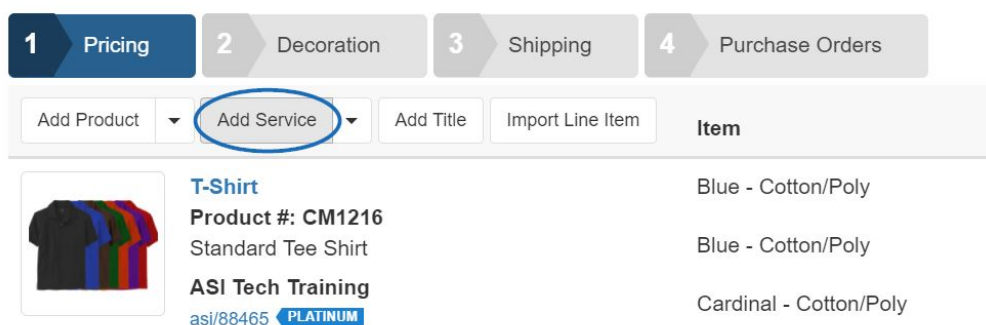 1 Pricing 2 Decoration 3 Shipping 4 Purchase Orders
Add Product Add Service Add Title Import Line Item Item
T-Shirt Blue - Cotton/Poly
Product #: CM1216
Standard Tee Shirt Blue - Cotton/Poly
ASI Tech Training
asi/88465 PLATINUM Cardinal - Cotton/Poly